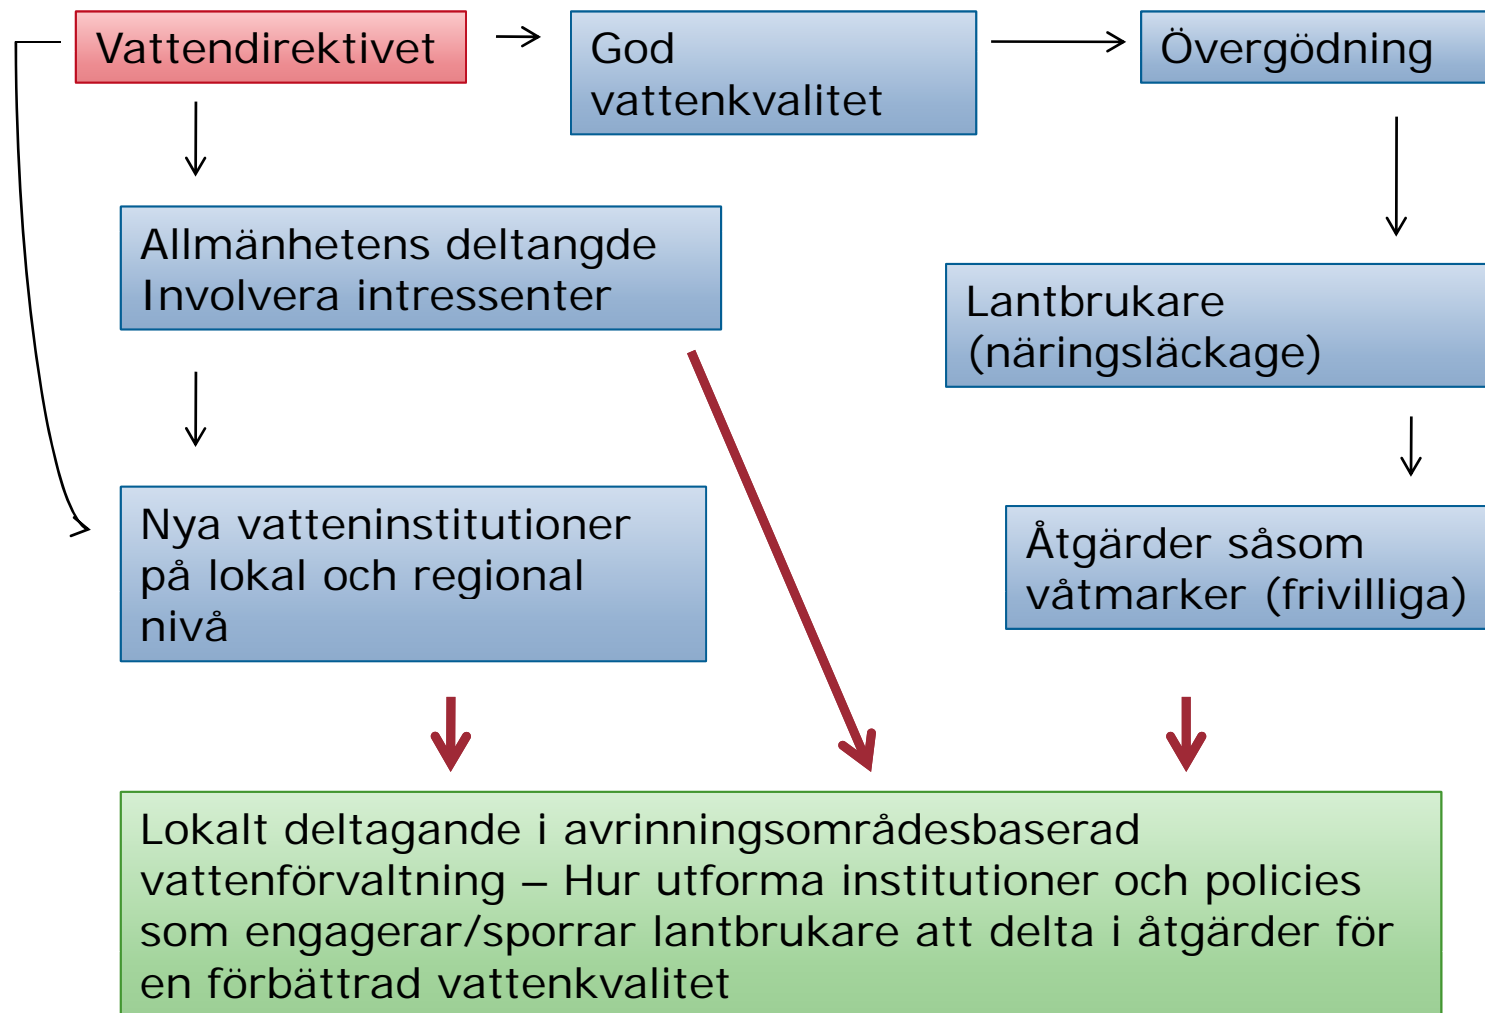 Vattendirektivet
God
vattenkvalitet
Övergödning
Allmänhetens deltangde
Involvera intressenter
Lantbrukare
(näringsläckage)
Nya vatteninstitutioner
på lokal och regional
nivå
Åtgärder såsom
våtmarker (frivilliga)
Lokalt deltagande i avrinningsområdesbaserad
vattenförvaltning – Hur utforma institutioner och policies
som engagerar/sporrar lantbrukare att delta i åtgärder för
en förbättrad vattenkvalitet